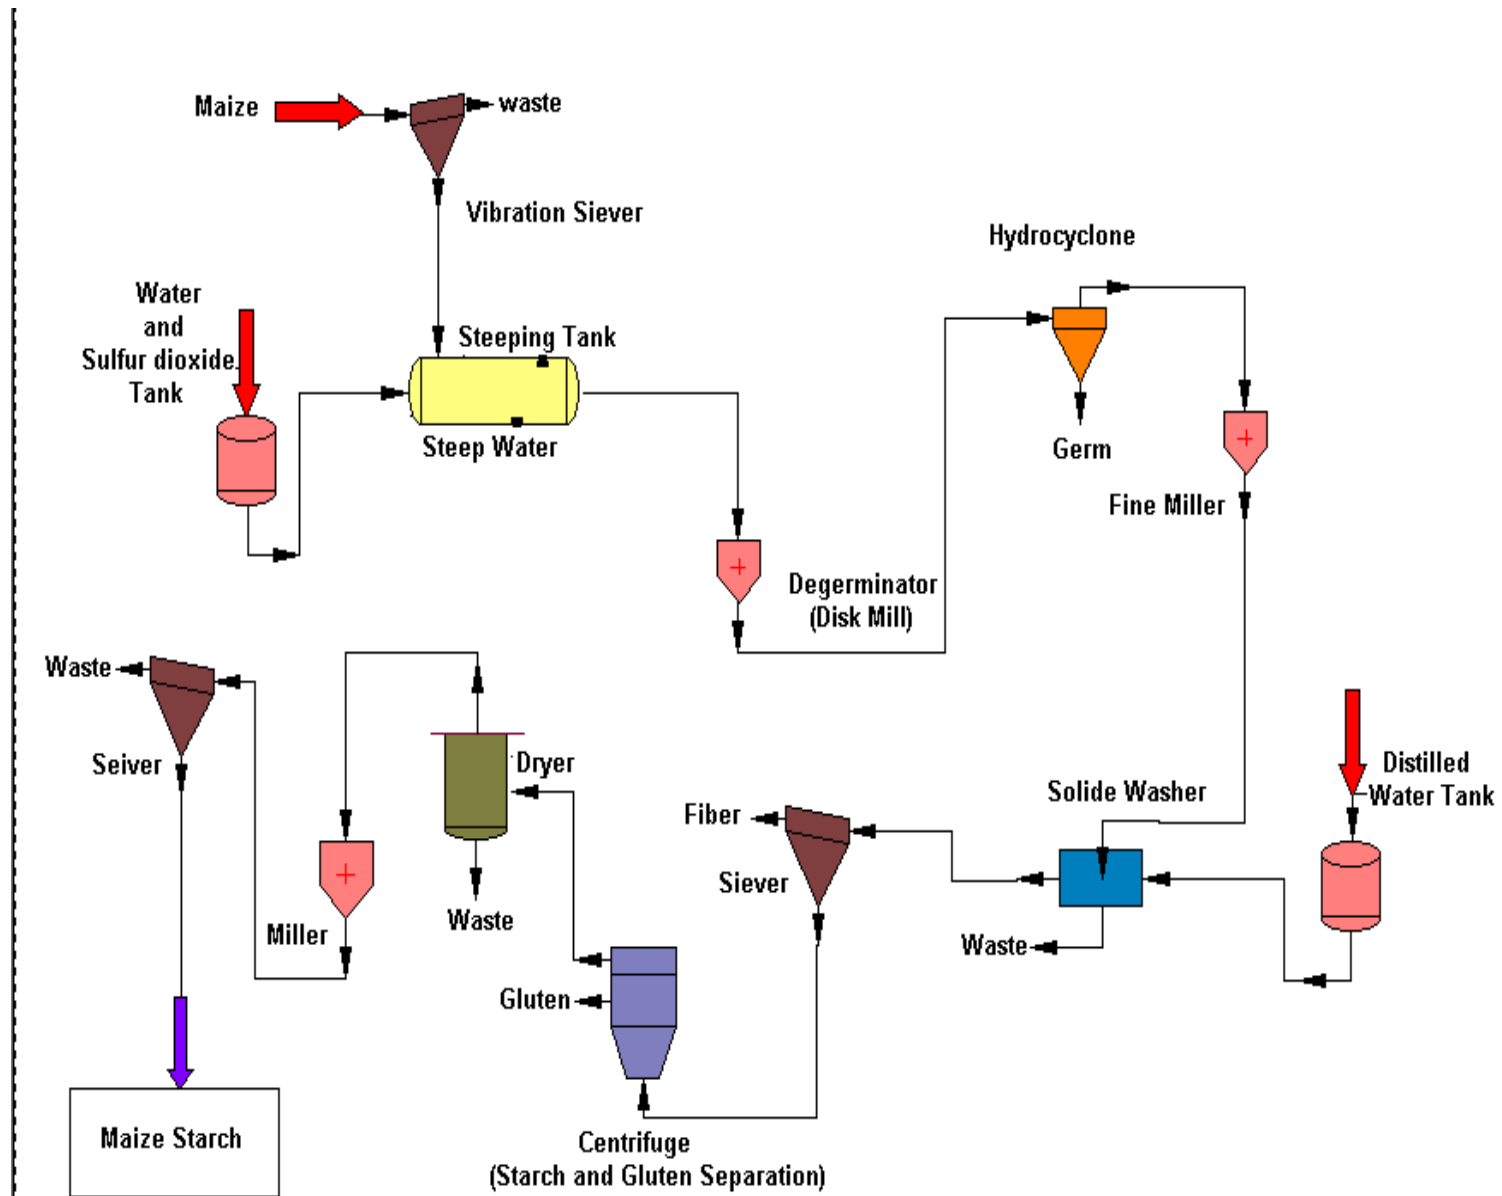 Maize
waste
Vibration Siever
Hydrocyclone
Water
and
Sulfur dioxide
Tank
Steeping Tank
Steep Water
Germ
Fine Miller
Degerminator
(Disk Mill)
Waste
Seiver
Dryer
Fiber
Solide Washer
Distilled
Water Tank
Siever
Waste
Miller
Waste
Gluten
Maize Starch
Centrifuge
(Starch and Gluten Separation)